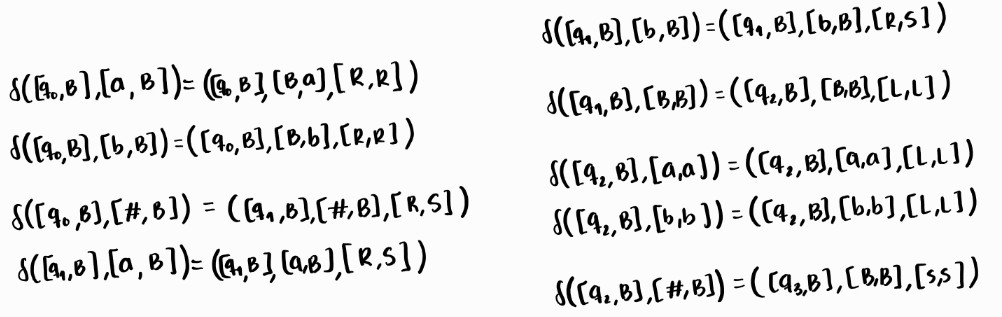 δ([q₀,B],[a,B])=([q₀,B],[B,a],[R,R])
δ([q₀,B],[b,B])=([q₀,B],[B,b],[R,R])
δ([q₀,B],[#,B]) = ([q₁,B],[#,B],[R,S])
δ([q₁,B],[a,B])=([q₁,B],[a,B],[R,S])
δ([q₁,B],[b,B])=([q₁,B],[b,B],[R,S])
δ([q₁,B],[B,B])=([q₂,B],[B,B],[L,L])
δ([q₂,B],[a,a])=([q₂,B],[a,a],[L,L])
δ([q₂,B],[b,b])=([q₂,B],[b,b],[L,L])
δ([q₂,B],[#,B])=([q₃,B],[B,B],[S,S])